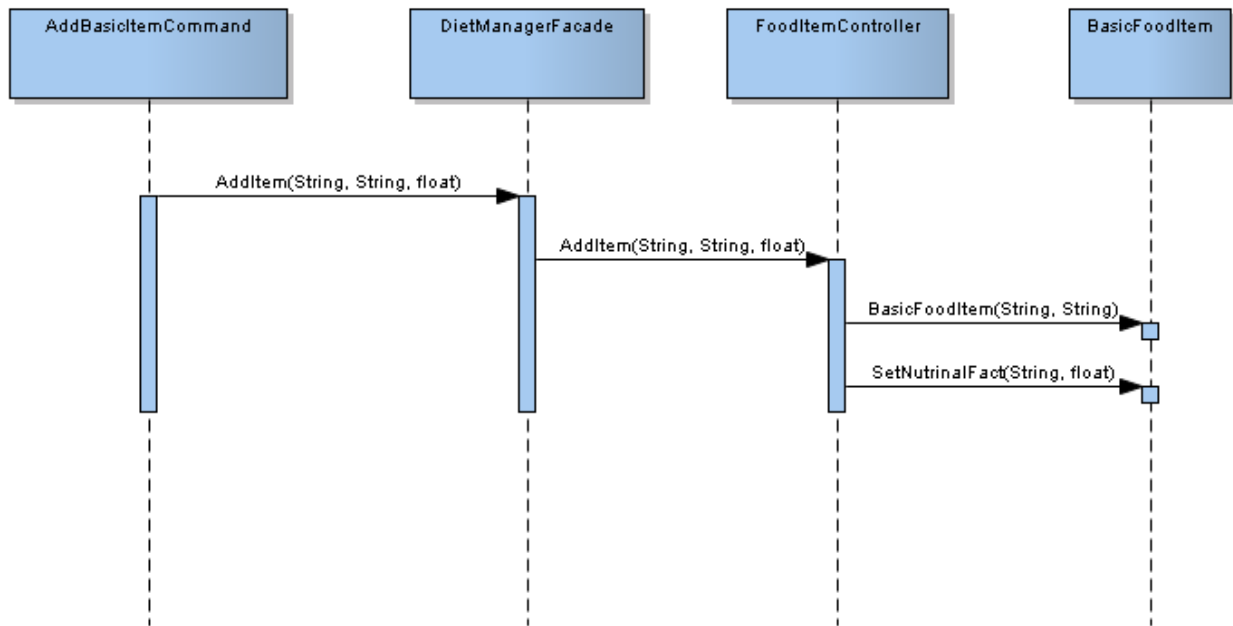 AddBasicItemCommand
DietManagerFacade
FoodItemController
BasicFoodItem
AddItem(String, String, float)
AddItem(String, String, float)
BasicFoodItem(String, String)
SetNutrinalFact(String, float)